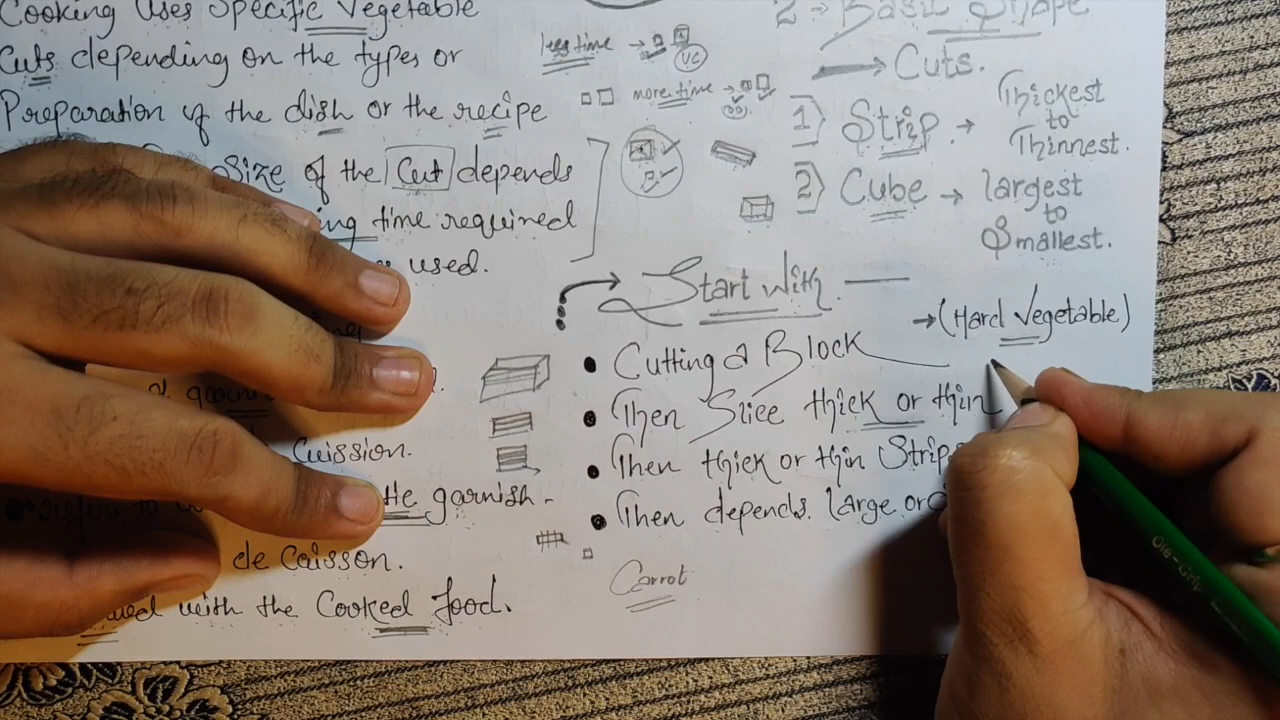 Cooking Uses Specific Vegetable
Cuts depending on the types or
Preparation of the dish or the recipe
Size of the Cut depends
ing time required
used.
Cuission.
the garnish.
de Caisson.
with the Cooked food.
less time →
UC
more time →
2 → Basic Shape
→ Cuts.
1) Strip → Thickest
to
Thinnest.
2) Cube → largest
to
Smallest.
Start with
→ (Hard Vegetable)
• Cutting a Block
• Then Slice thick or thin
• Then thick or thin Strip
• Then depends. large or
Carrot